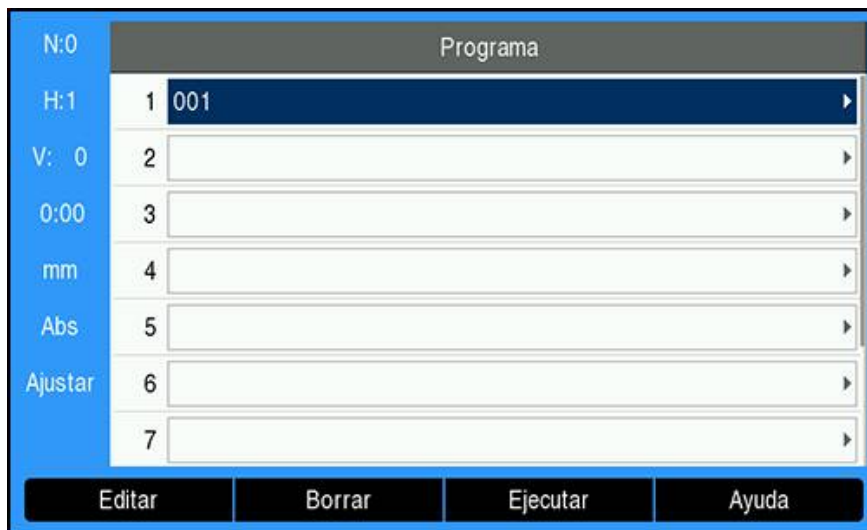 N:0
Programa
H:1
1 001
V: 0
2
0:00
3
mm
4
Abs
5
Ajustar
6
7
Editar Borrar Ejecutar Ayuda